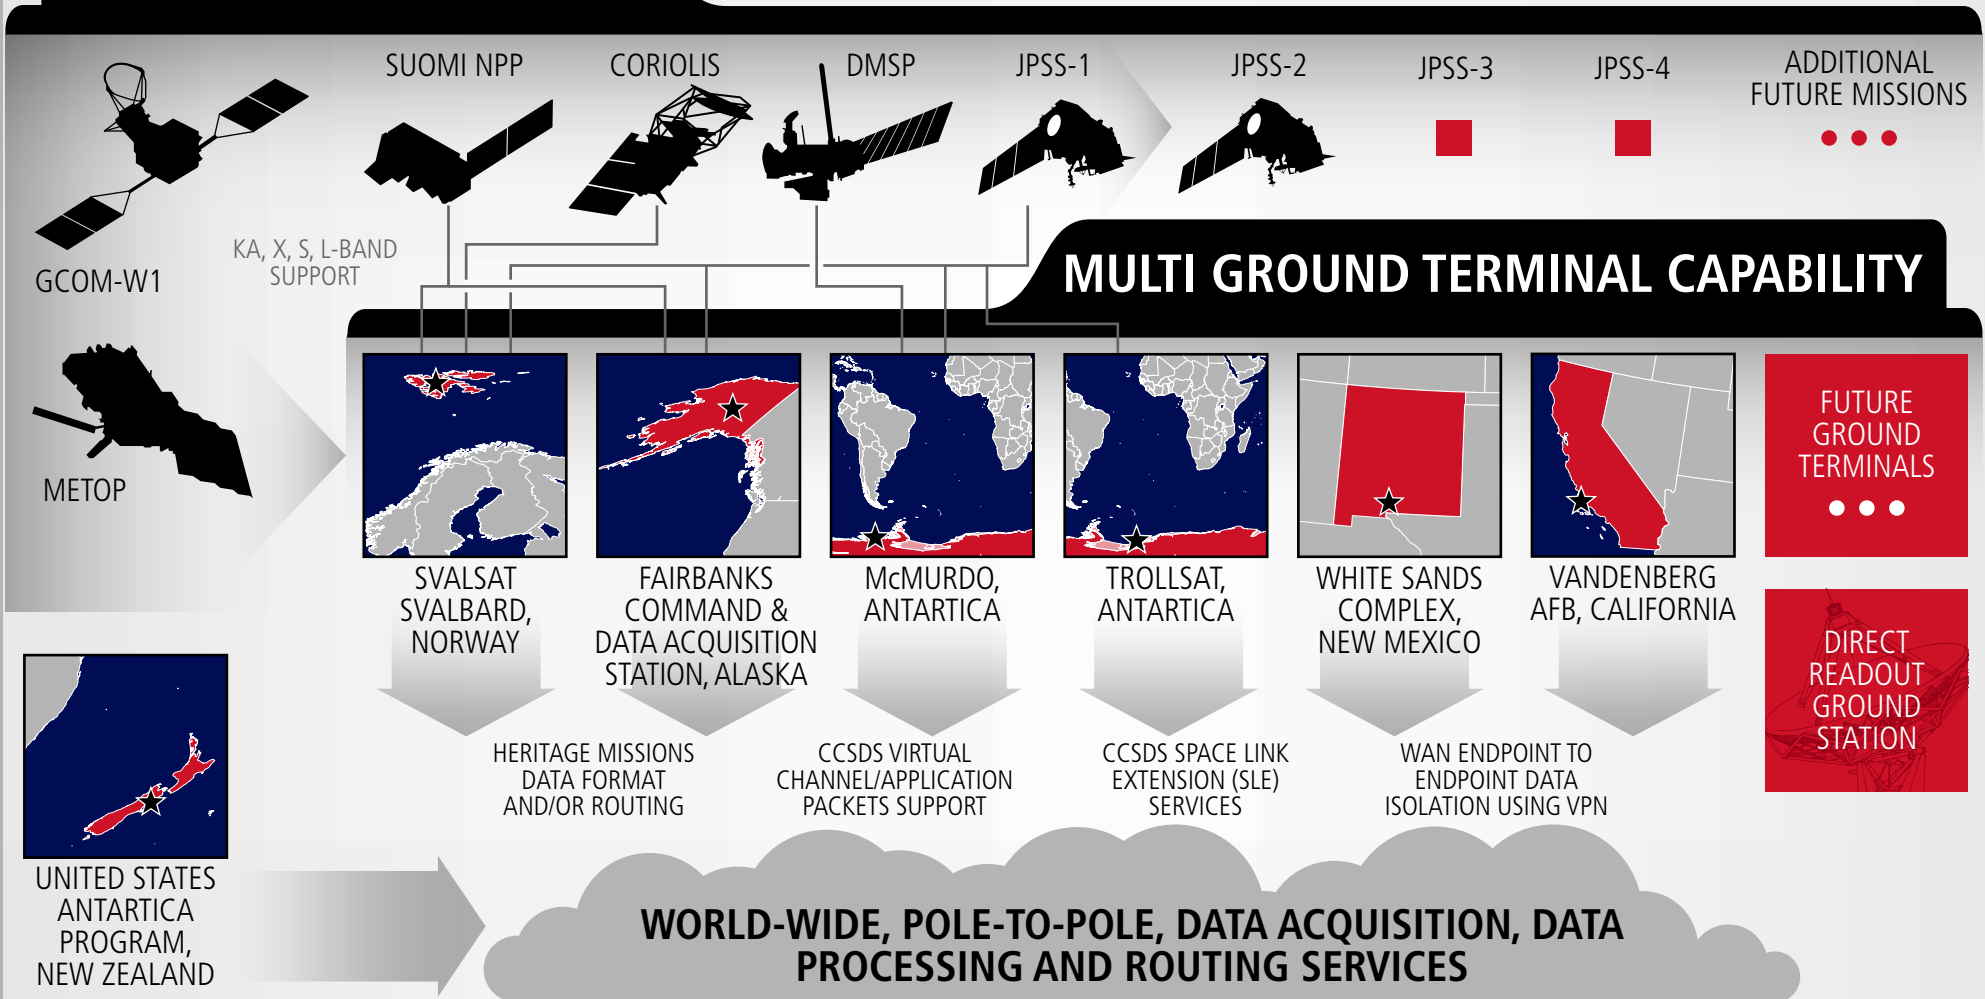 SUOMI NPP
CORIOLIS
DMSP
JPSS-1
JPSS-2
JPSS-3
JPSS-4
ADDITIONAL
FUTURE MISSIONS
KA, X, S, L-BAND
SUPPORT
GCOM-W1
METOP
MULTI GROUND TERMINAL CAPABILITY
SVALSAT
SVALBARD,
NORWAY
FAIRBANKS
COMMAND &
DATA ACQUISITION
STATION, ALASKA
McMURDO,
ANTARTICA
TROLLSAT,
ANTARTICA
WHITE SANDS
COMPLEX,
NEW MEXICO
VANDENBERG
AFB, CALIFORNIA
FUTURE
GROUND
TERMINALS
DIRECT
READOUT
GROUND
STATION
HERITAGE MISSIONS
DATA FORMAT
AND/OR ROUTING
CCSDS VIRTUAL
CHANNEL/APPLICATION
PACKETS SUPPORT
CCSDS SPACE LINK
EXTENSION (SLE)
SERVICES
WAN ENDPOINT TO
ENDPOINT DATA
ISOLATION USING VPN
UNITED STATES
ANTARTICA
PROGRAM,
NEW ZEALAND
WORLD-WIDE, POLE-TO-POLE, DATA ACQUISITION, DATA
PROCESSING AND ROUTING SERVICES